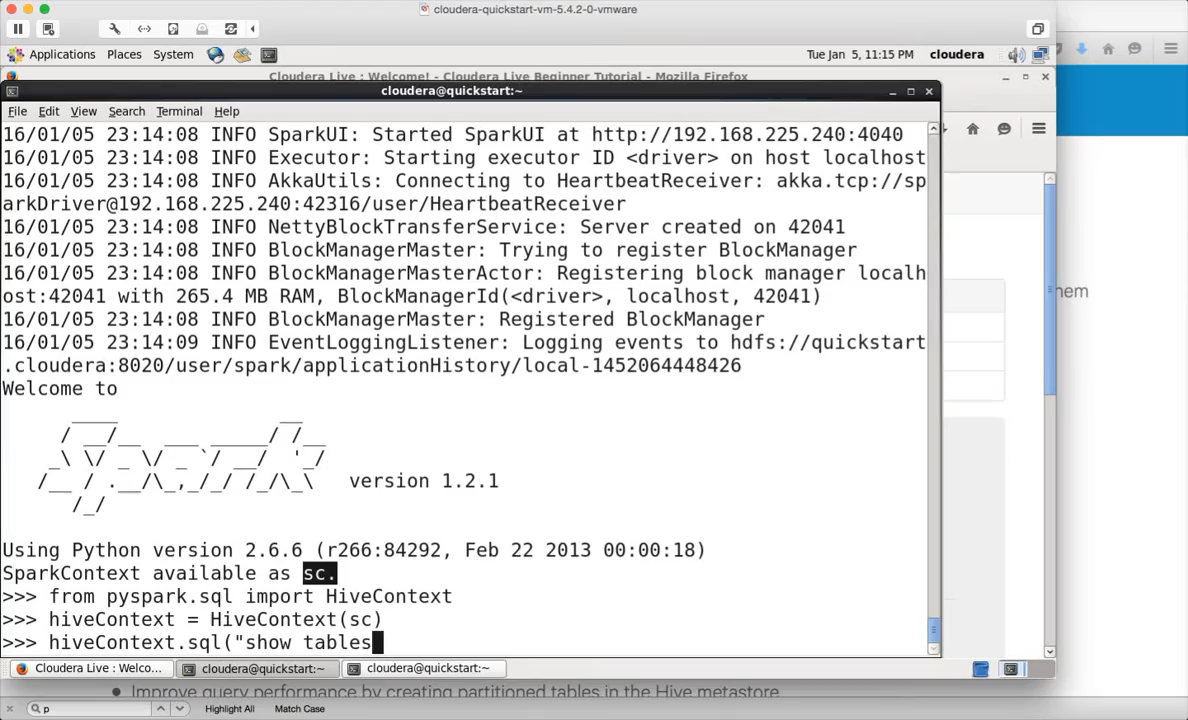 cloudera-quickstart-vm-5.4.2-0-vmware
Applications Places System
Tue Jan 5, 11:15 PM cloudera
Cloudera Live : Welcome! - Cloudera Live Beginner Tutorial - Mozilla Firefox
cloudera@quickstart:~
File Edit View Search Terminal Help
16/01/05 23:14:08 INFO SparkUI: Started SparkUI at http://192.168.225.240:4040
16/01/05 23:14:08 INFO Executor: Starting executor ID <driver> on host localhost
16/01/05 23:14:08 INFO AkkaUtils: Connecting to HeartbeatReceiver: akka.tcp://sp
arkDriver@192.168.225.240:42316/user/HeartbeatReceiver
16/01/05 23:14:08 INFO NettyBlockTransferService: Server created on 42041
16/01/05 23:14:08 INFO BlockManagerMaster: Trying to register BlockManager
16/01/05 23:14:08 INFO BlockManagerMasterActor: Registering block manager localh
ost:42041 with 265.4 MB RAM, BlockManagerId(<driver>, localhost, 42041)
16/01/05 23:14:08 INFO BlockManagerMaster: Registered BlockManager
16/01/05 23:14:09 INFO EventLoggingListener: Logging events to hdfs://quickstart
.cloudera:8020/user/spark/applicationHistory/local-1452064448426
Welcome to
Spark version 1.2.1
Using Python version 2.6.6 (r266:84292, Feb 22 2013 00:00:18)
SparkContext available as sc.
>>> from pyspark.sql import HiveContext
>>> hiveContext = HiveContext(sc)
>>> hiveContext.sql("show tables
Cloudera Live : Welco... cloudera@quickstart:~ cloudera@quickstart:~
Improve query performance by creating partitioned tables in the Hive metastore
p Highlight All Match Case